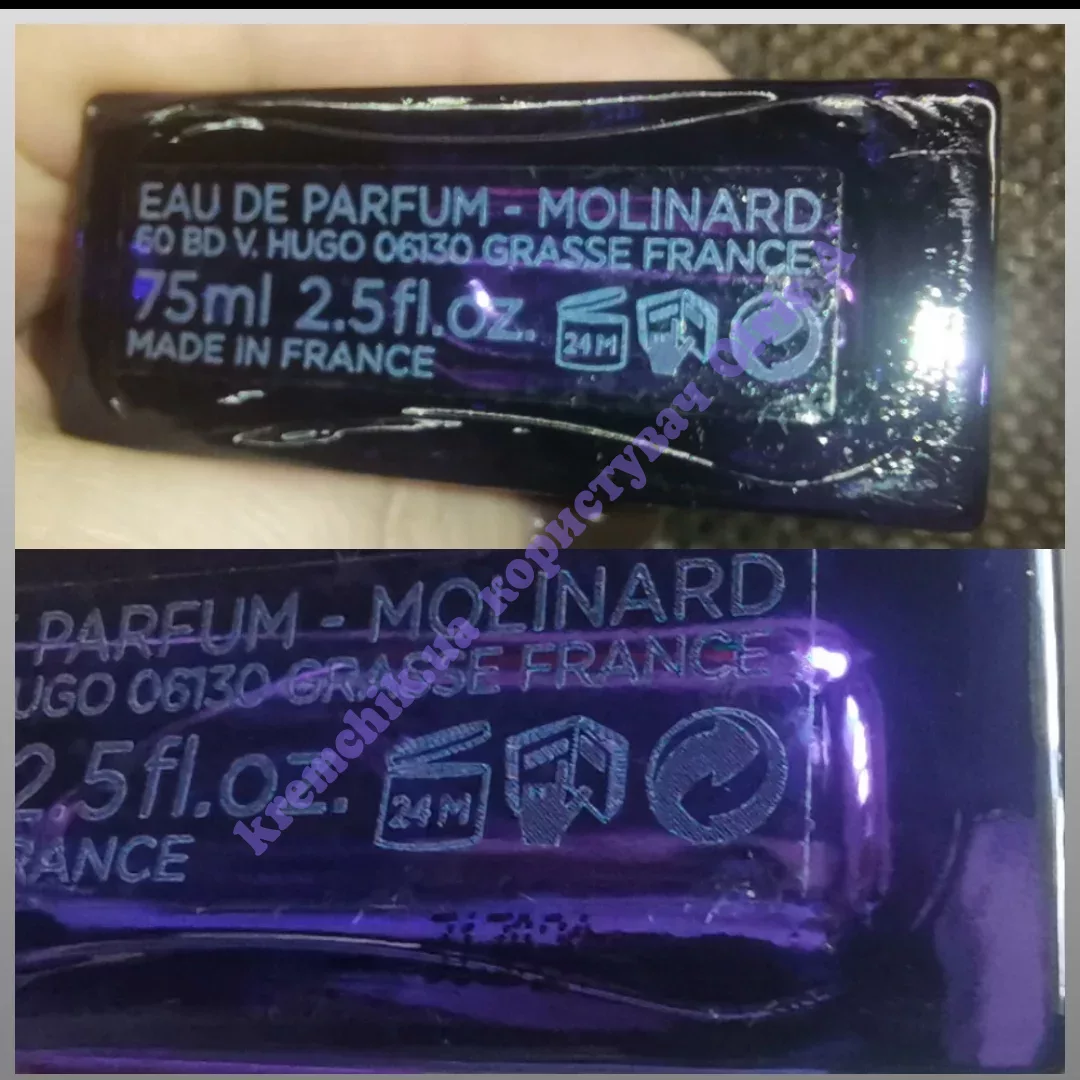 EAU DE PARFUM - MOLINARD
60 BD V. HUGO 06130 GRASSE FRANCE
75ml 2.5fl.oz.
24M
MADE IN FRANCE
PARFUM - MOLINARD
UGO 06130 GRASSE FRANCE
2.5fl.oz.
24M
RANCE
kremchik.ua користувач